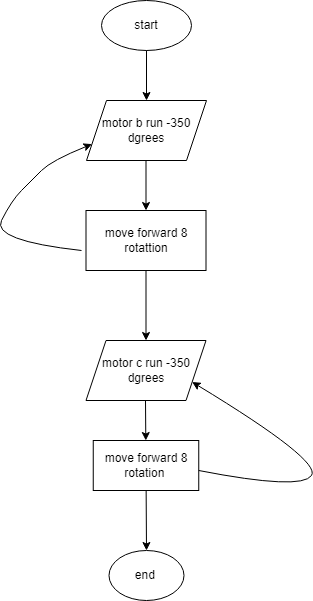 start
motor b run -350
dgrees
move forward 8
rotattion
motor c run -350
dgrees
move forward 8
rotation
end